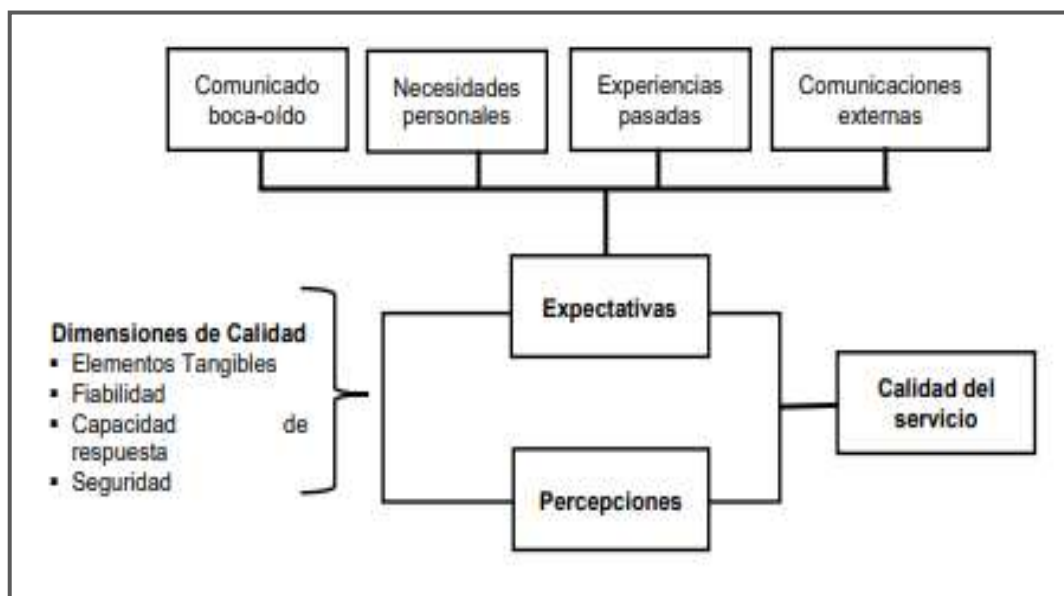 Comunicado
boca-oído
Necesidades
personales
Experiencias
pasadas
Comunicaciones
externas
Expectativas
Dimensiones de Calidad
▪ Elementos Tangibles
▪ Fiabilidad
▪ Capacidad de
respuesta
▪ Seguridad
Calidad del
servicio
Percepciones